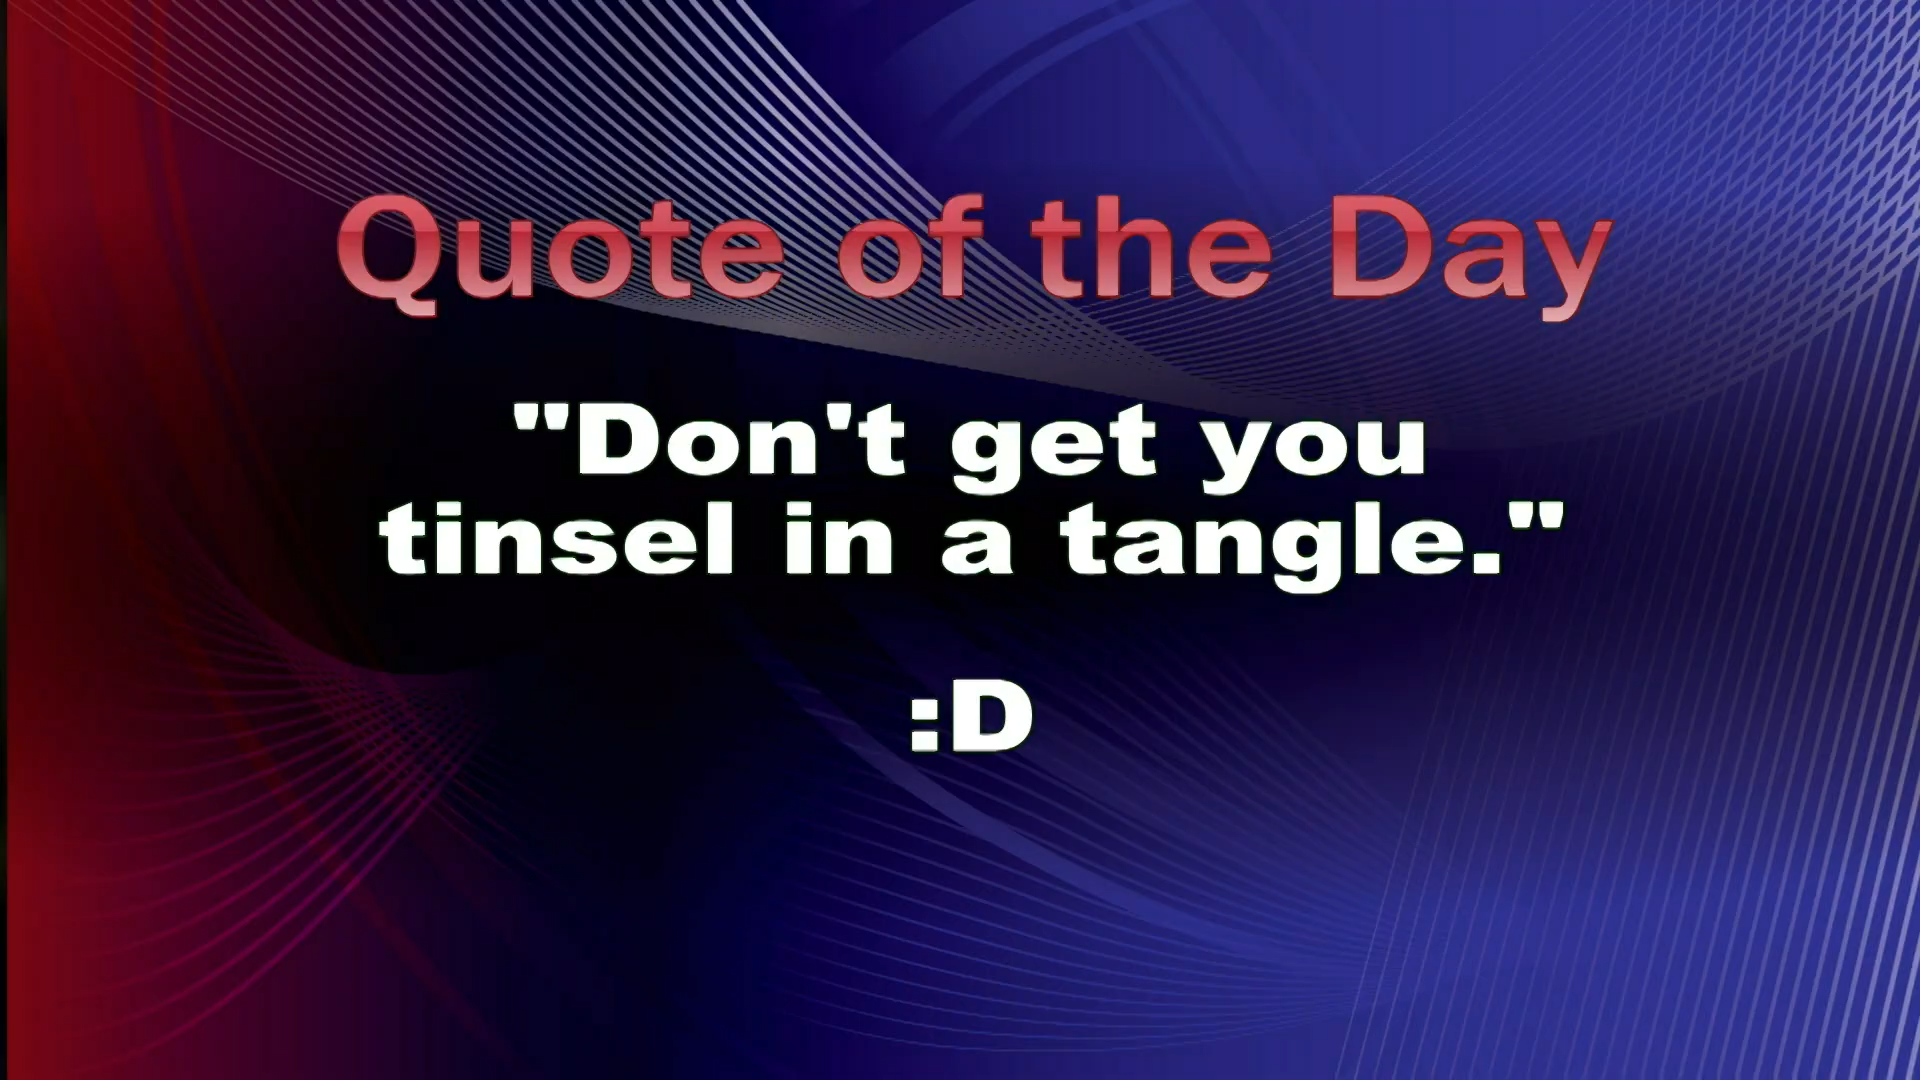 Quote of the Day
"Don't get you
tinsel in a tangle."
:D